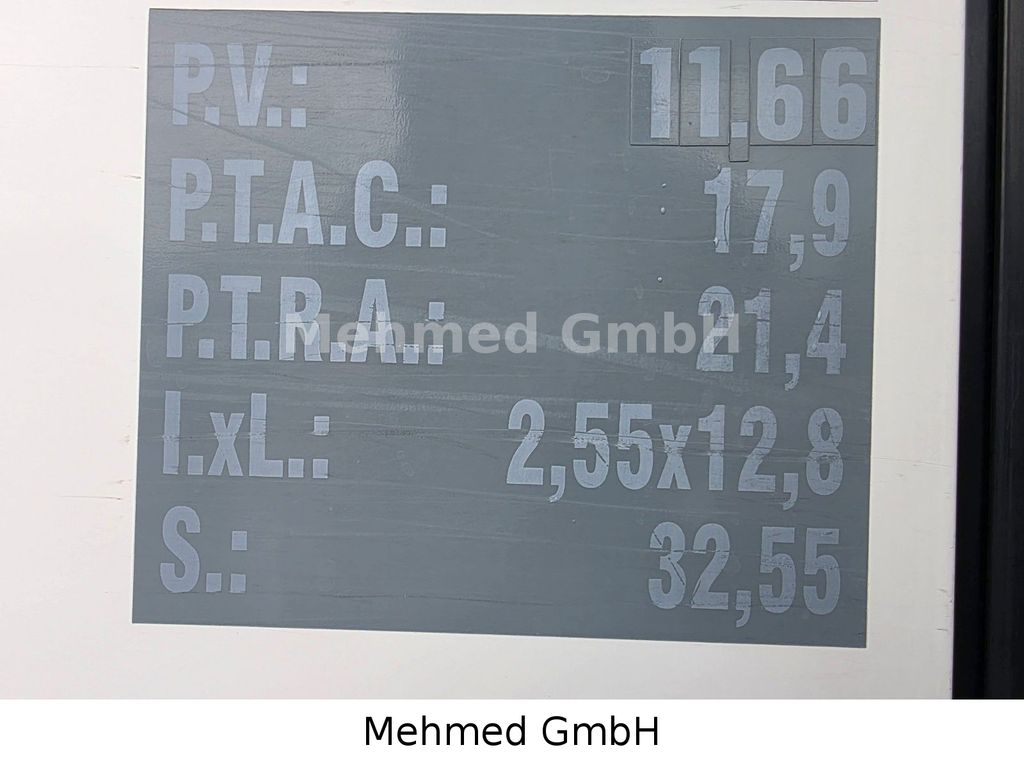 P.V.: 11,66
P.T.A.C.: 17,9
P.T.R.A.: 21,4
Mehmed GmbH
l.xL.: 2,55x12,8
S.: 32,55
Mehmed GmbH